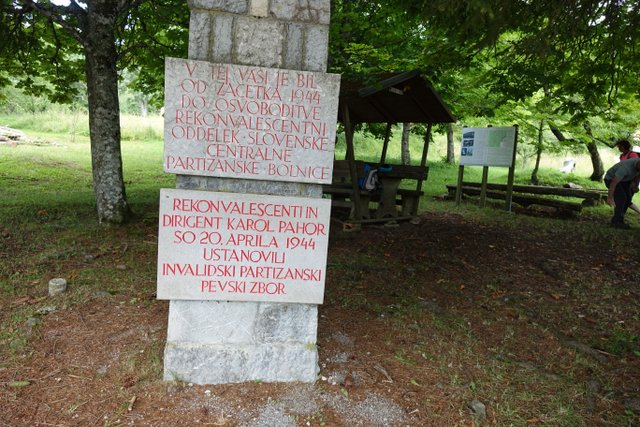 V TEJ VASI JE BIL
OD ZAČETKA 1944
DO OSVOBODITVE
REKONVALESCENTNI
ODDELEK SLOVENSKE
CENTRALNE
PARTIZANSKE BOLNICE
REKONVALESCENTI IN
DIRIGENT KAROL PAHOR
SO 20. APRILA 1944
USTANOVILI
INVALIDSKI PARTIZANSKI
PEVSKI ZBOR